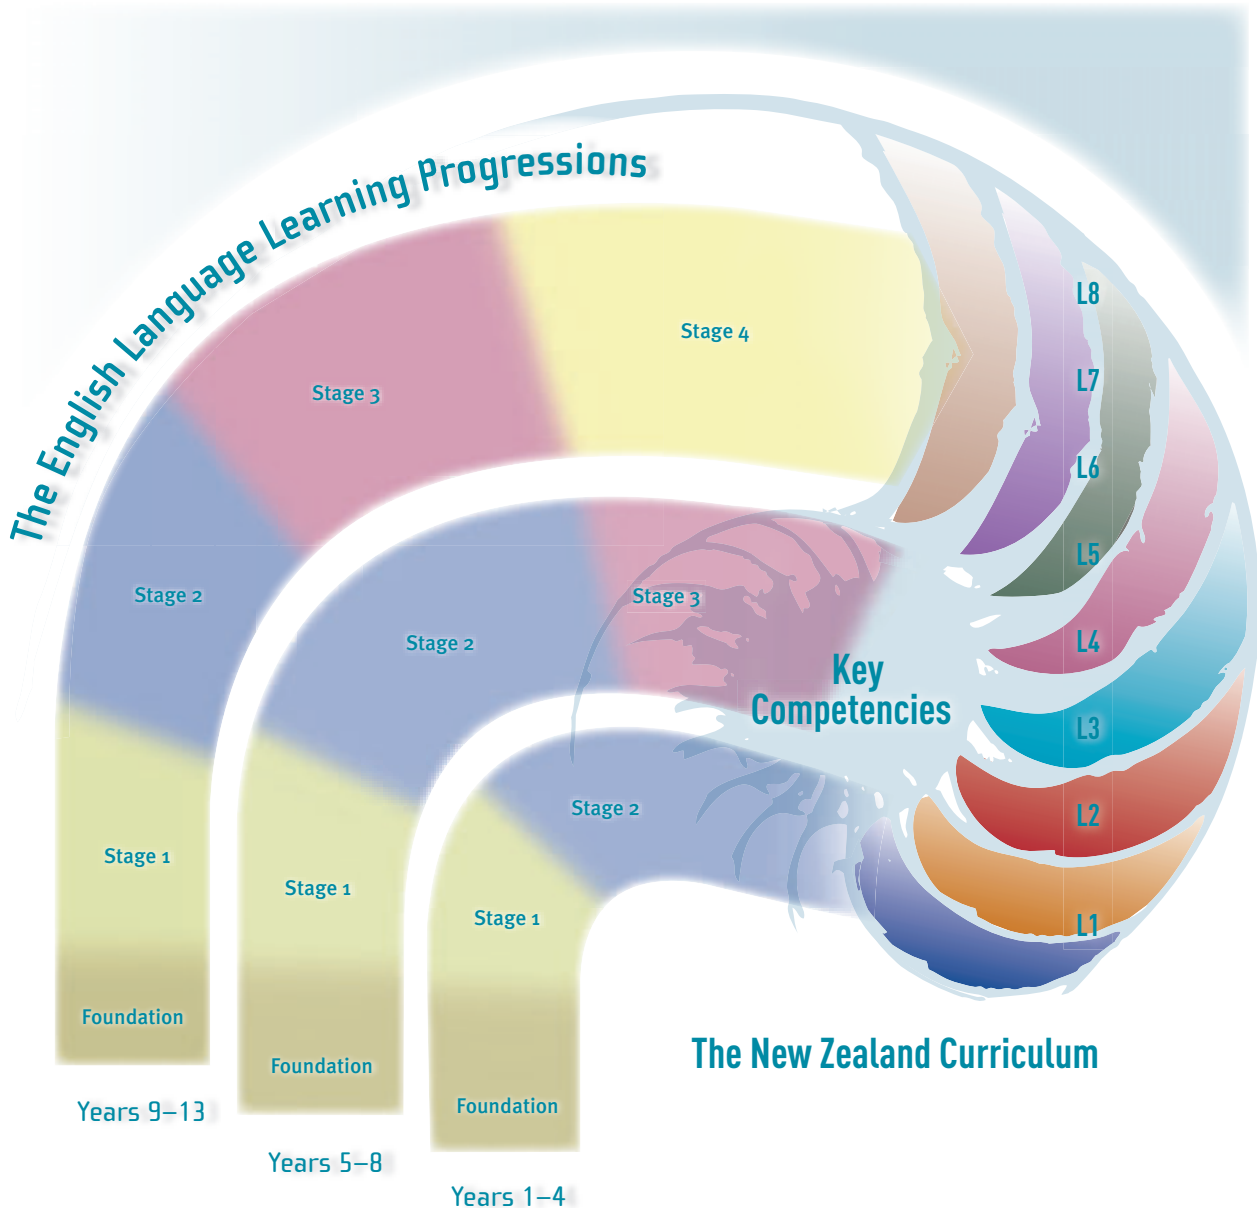 The English Language Learning Progressions
Stage 4
Stage 3
Stage 2
Stage 1
Foundation
Years 9–13
Stage 3
Stage 2
Stage 1
Foundation
Years 5–8
Stage 2
Stage 1
Foundation
Years 1–4
Key
Competencies
L8
L7
L6
L5
L4
L3
L2
L1
The New Zealand Curriculum